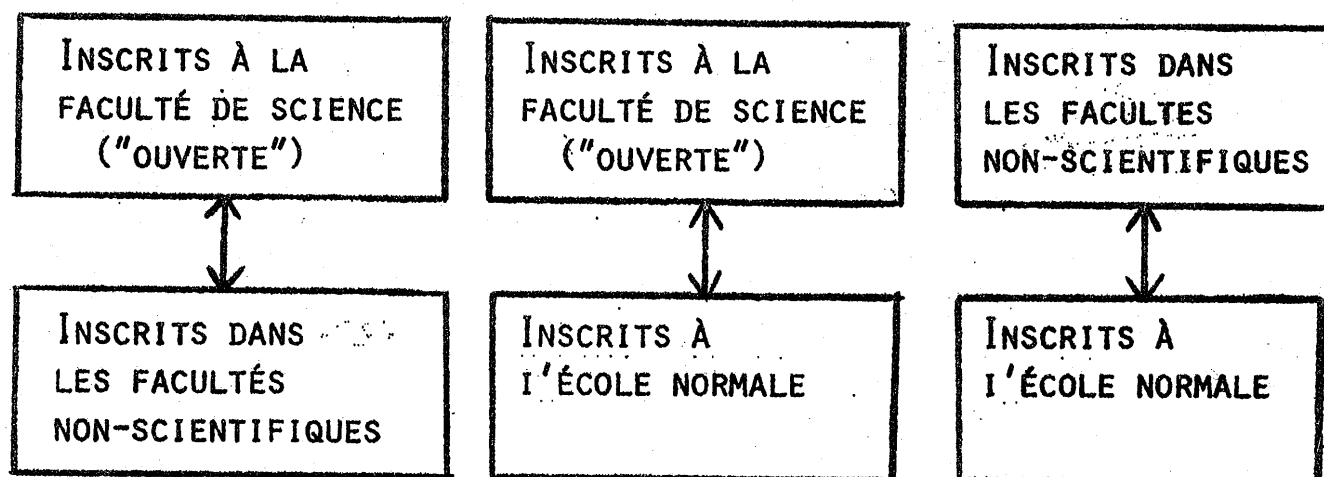 INSCRITS À LA
FACULTÉ DE SCIENCE
("OUVERTE")
INSCRITS À LA
FACULTÉ DE SCIENCE
("OUVERTE")
INSCRITS DANS
LES FACULTES
NON-SCIENTIFIQUES
INSCRITS DANS
LES FACULTÉS
NON-SCIENTIFIQUES
INSCRITS À
I'ÉCOLE NORMALE
INSCRITS À
I'ÉCOLE NORMALE